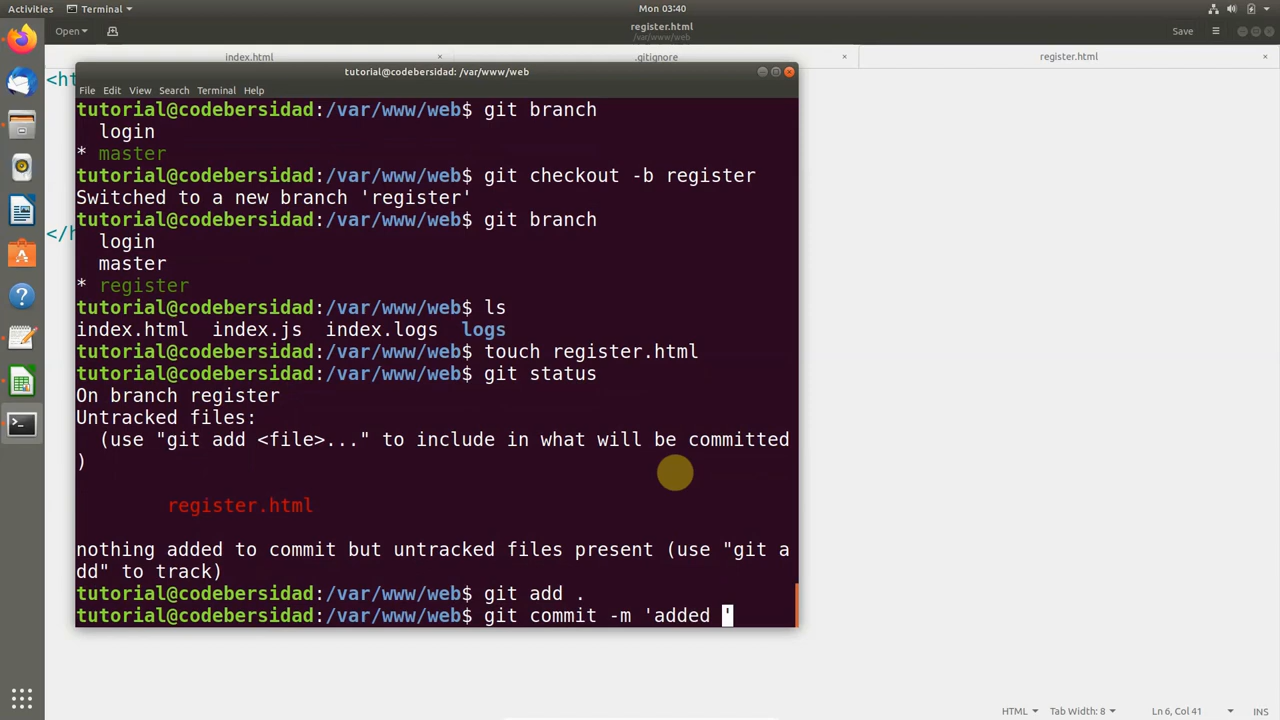 Activities
Terminal
Mon 03:40
Open
register.html
/var/www/web
Save
index.html
.gitignore
register.html
<ht
</h
tutorial@codebersidad: /var/www/web
File Edit View Search Terminal Help
tutorial@codebersidad:/var/www/web$ git branch
login
* master
tutorial@codebersidad:/var/www/web$ git checkout -b register
Switched to a new branch 'register'
tutorial@codebersidad:/var/www/web$ git branch
login
master
* register
tutorial@codebersidad:/var/www/web$ ls
index.html index.js index.logs logs
tutorial@codebersidad:/var/www/web$ touch register.html
tutorial@codebersidad:/var/www/web$ git status
On branch register
Untracked files:
(use "git add <file>..." to include in what will be committed
)
register.html
nothing added to commit but untracked files present (use "git a
dd" to track)
tutorial@codebersidad:/var/www/web$ git add .
tutorial@codebersidad:/var/www/web$ git commit -m 'added '
HTML
Tab Width: 8
Ln 6, Col 41
INS